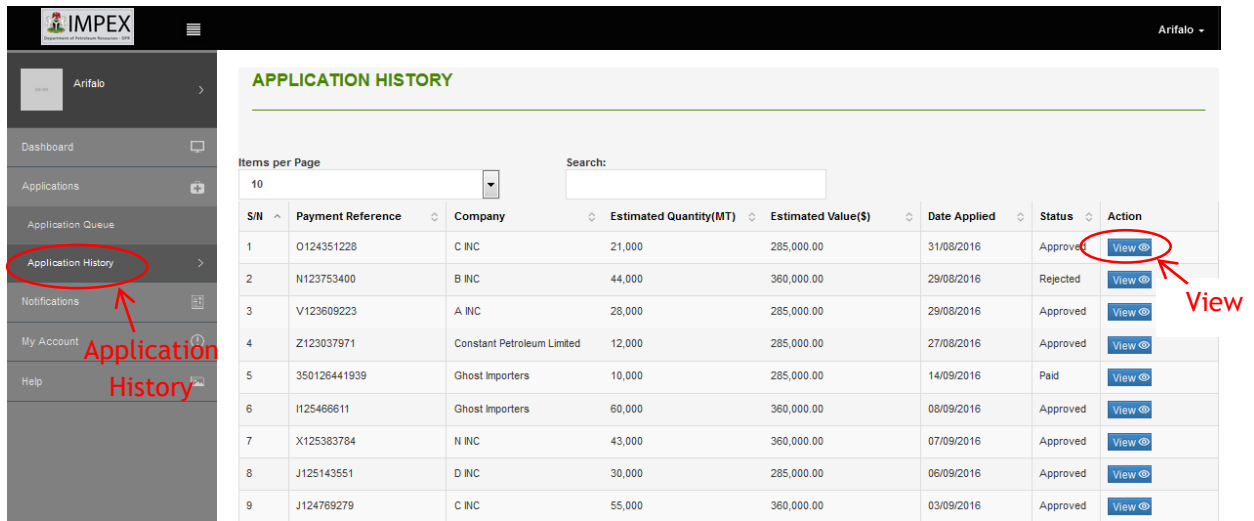 IMPEX
Department of Petroleum Resources - DPR
Arifalo
Arifalo
Dashboard
Applications
Application Queue
Application History
Notifications
My Account
Help
Application
History
APPLICATION HISTORY
Items per Page
Search:
10
S/N Payment Reference Company Estimated Quantity(MT) Estimated Value($) Date Applied Status Action
1 O124351228 C INC 21,000 285,000.00 31/08/2016 Approved View
2 N123753400 B INC 44,000 360,000.00 29/08/2016 Rejected View
3 V123609223 A INC 28,000 285,000.00 29/08/2016 Approved View
4 Z123037971 Constant Petroleum Limited 12,000 285,000.00 27/08/2016 Approved View
5 350126441939 Ghost Importers 10,000 285,000.00 14/09/2016 Paid View
6 I125466611 Ghost Importers 60,000 360,000.00 08/09/2016 Approved View
7 X125383784 N INC 43,000 360,000.00 07/09/2016 Approved View
8 J125143551 D INC 30,000 285,000.00 06/09/2016 Approved View
9 J124769279 C INC 55,000 360,000.00 03/09/2016 Approved View
View